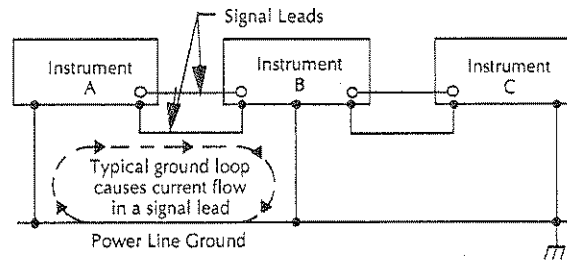 Signal Leads
Instrument
A
Instrument
B
Instrument
C
Typical ground loop
causes current flow
in a signal lead
Power Line Ground